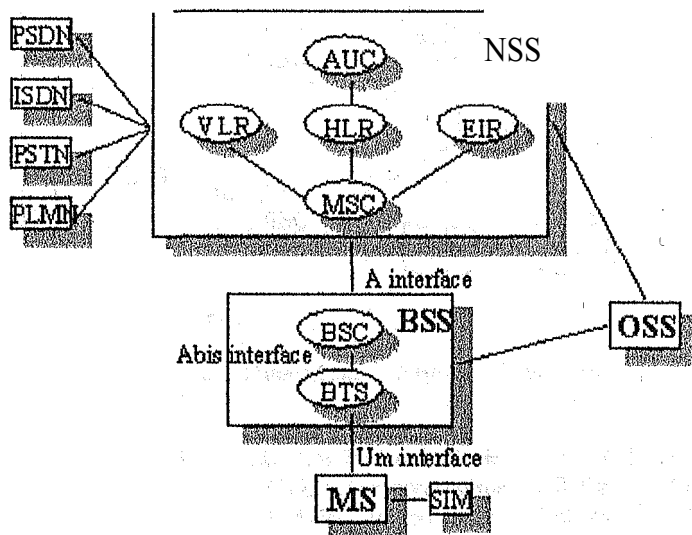 PSDN
ISDN
PSTN
PLMN
NSS
AUC
VLR HLR EIR
MSC
A interface
BSC BSS
Abis interface
BTS
OSS
Um interface
MS SIM